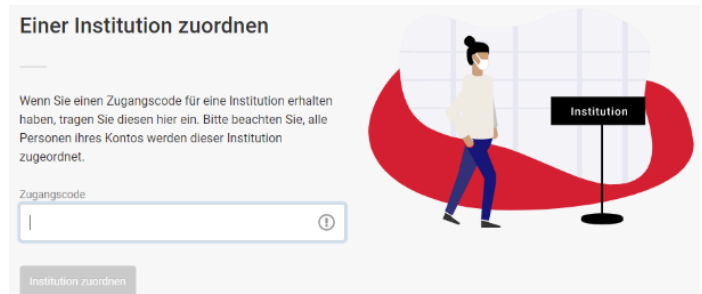 Einer Institution zuordnen
Wenn Sie einen Zugangscode für eine Institution erhalten
haben, tragen Sie diesen hier ein. Bitte beachten Sie, alle
Personen ihres Kontos werden dieser Institution
zugeordnet.
Zugangscode
Institution zuordnen
Institution